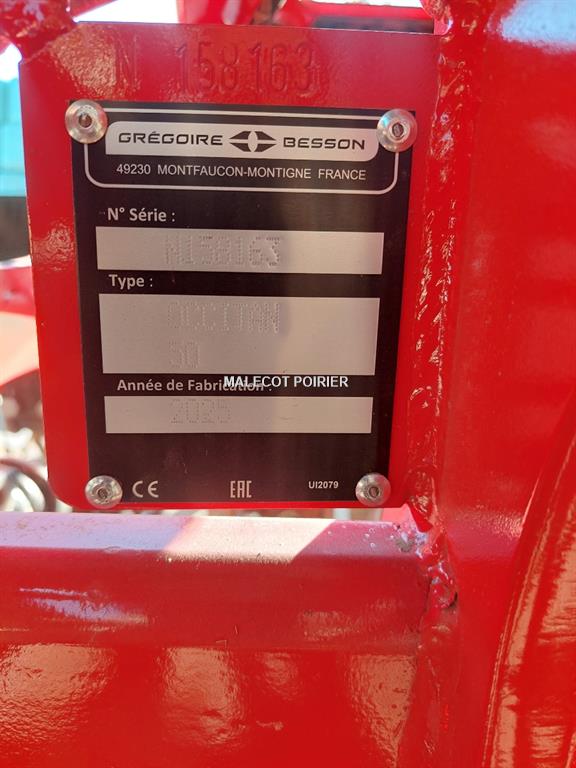 N 158163
GRÉGOIRE BESSON
49230 MONTFAUCON-MONTIGNE FRANCE
N° Série :
N158163
Type :
OCCITAN
50
MALECOT POIRIER
Année de Fabrication :
2025
CE EAC UI2079